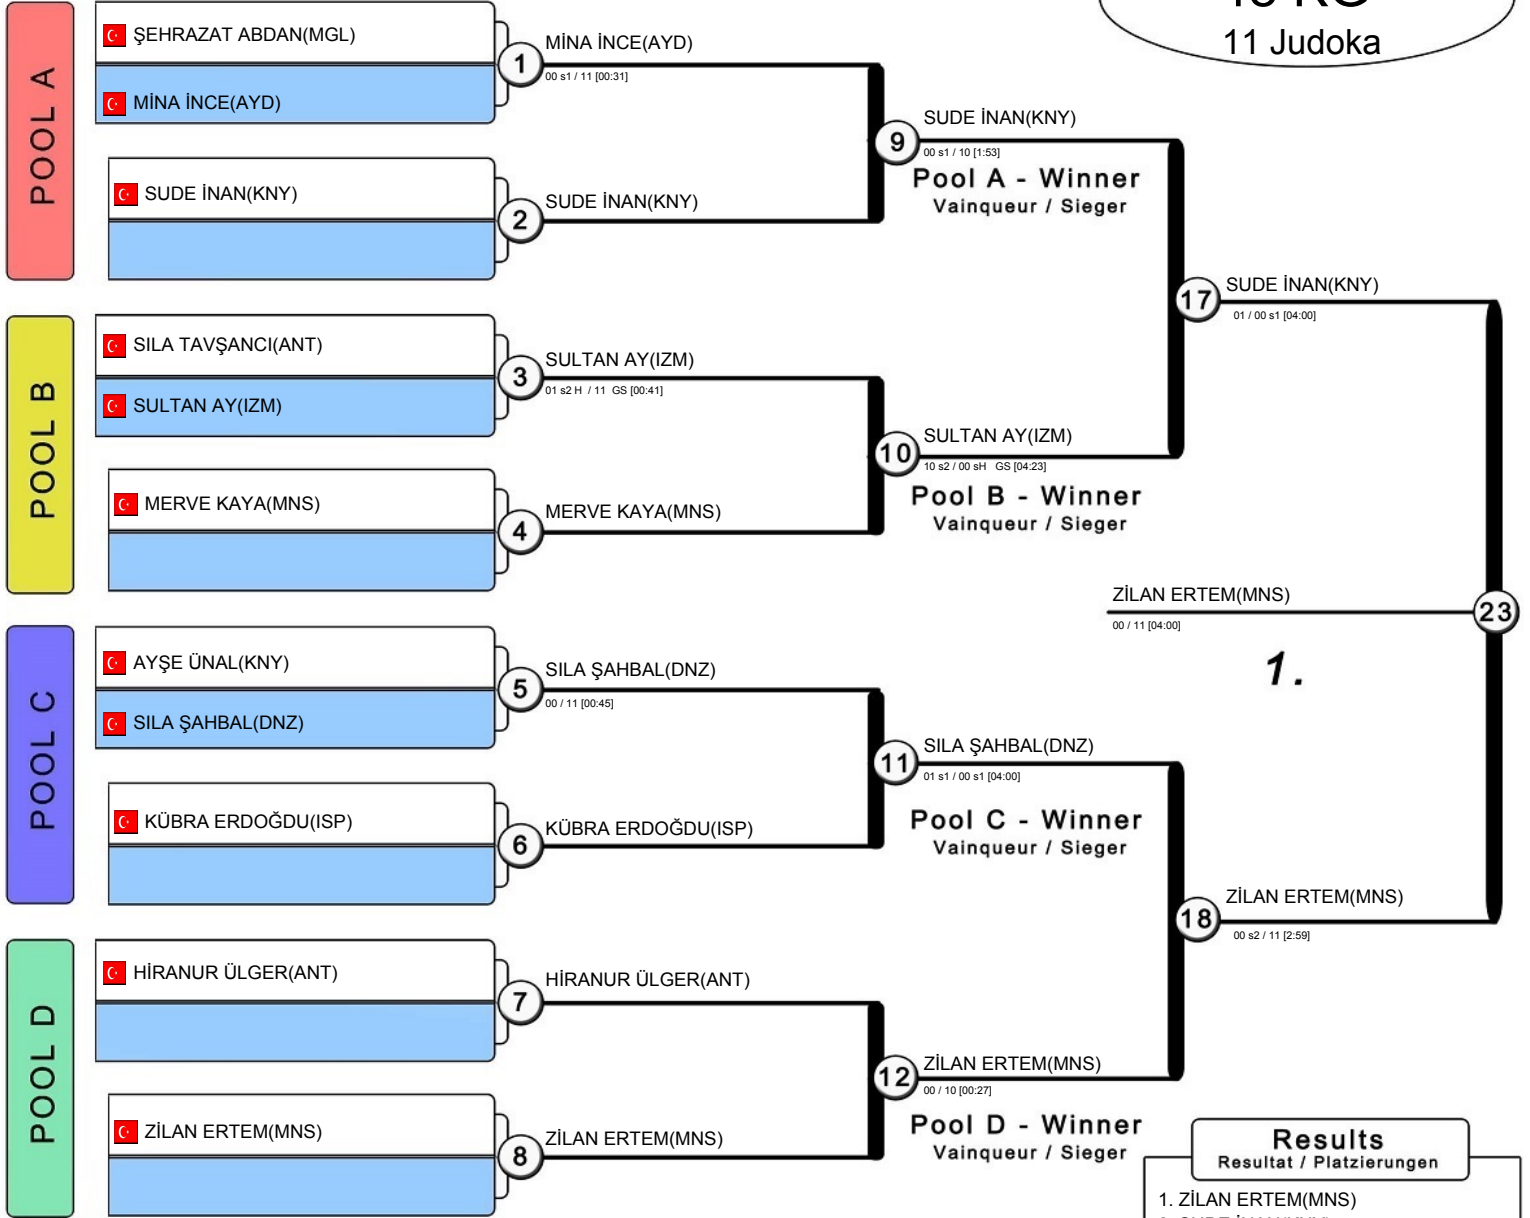 11 Judoka
POOL A
ŞEHRAZAT ABDAN(MGL)
MİNA İNCE(AYD)
1
MİNA İNCE(AYD)
00 s1 / 11 [00:31]
SUDE İNAN(KNY)
2
SUDE İNAN(KNY)
9
SUDE İNAN(KNY)
00 s1 / 10 [1:53]
Pool A - Winner
Vainqueur / Sieger
POOL B
SILA TAVŞANCI(ANT)
SULTAN AY(IZM)
3
SULTAN AY(IZM)
01 s2 H / 11 GS [00:41]
MERVE KAYA(MNS)
4
MERVE KAYA(MNS)
10
SULTAN AY(IZM)
10 s2 / 00 sH GS [04:23]
Pool B - Winner
Vainqueur / Sieger
17
SUDE İNAN(KNY)
01 / 00 s1 [04:00]
ZİLAN ERTEM(MNS)
00 / 11 [04:00]
23
1.
POOL C
AYŞE ÜNAL(KNY)
SILA ŞAHBAL(DNZ)
5
SILA ŞAHBAL(DNZ)
00 / 11 [00:45]
KÜBRA ERDOĞDU(ISP)
6
KÜBRA ERDOĞDU(ISP)
11
SILA ŞAHBAL(DNZ)
01 s1 / 00 s1 [04:00]
Pool C - Winner
Vainqueur / Sieger
18
ZİLAN ERTEM(MNS)
00 s2 / 11 [2:59]
POOL D
HİRANUR ÜLGER(ANT)
7
HİRANUR ÜLGER(ANT)
ZİLAN ERTEM(MNS)
8
ZİLAN ERTEM(MNS)
12
ZİLAN ERTEM(MNS)
00 / 10 [00:27]
Pool D - Winner
Vainqueur / Sieger
Results
Resultat / Platzierungen
1. ZİLAN ERTEM(MNS)